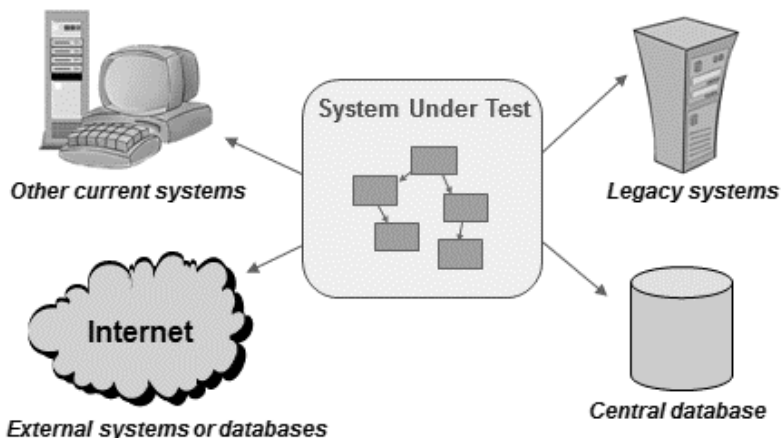 System Under Test
Other current systems
Legacy systems
Internet
External systems or databases
Central database